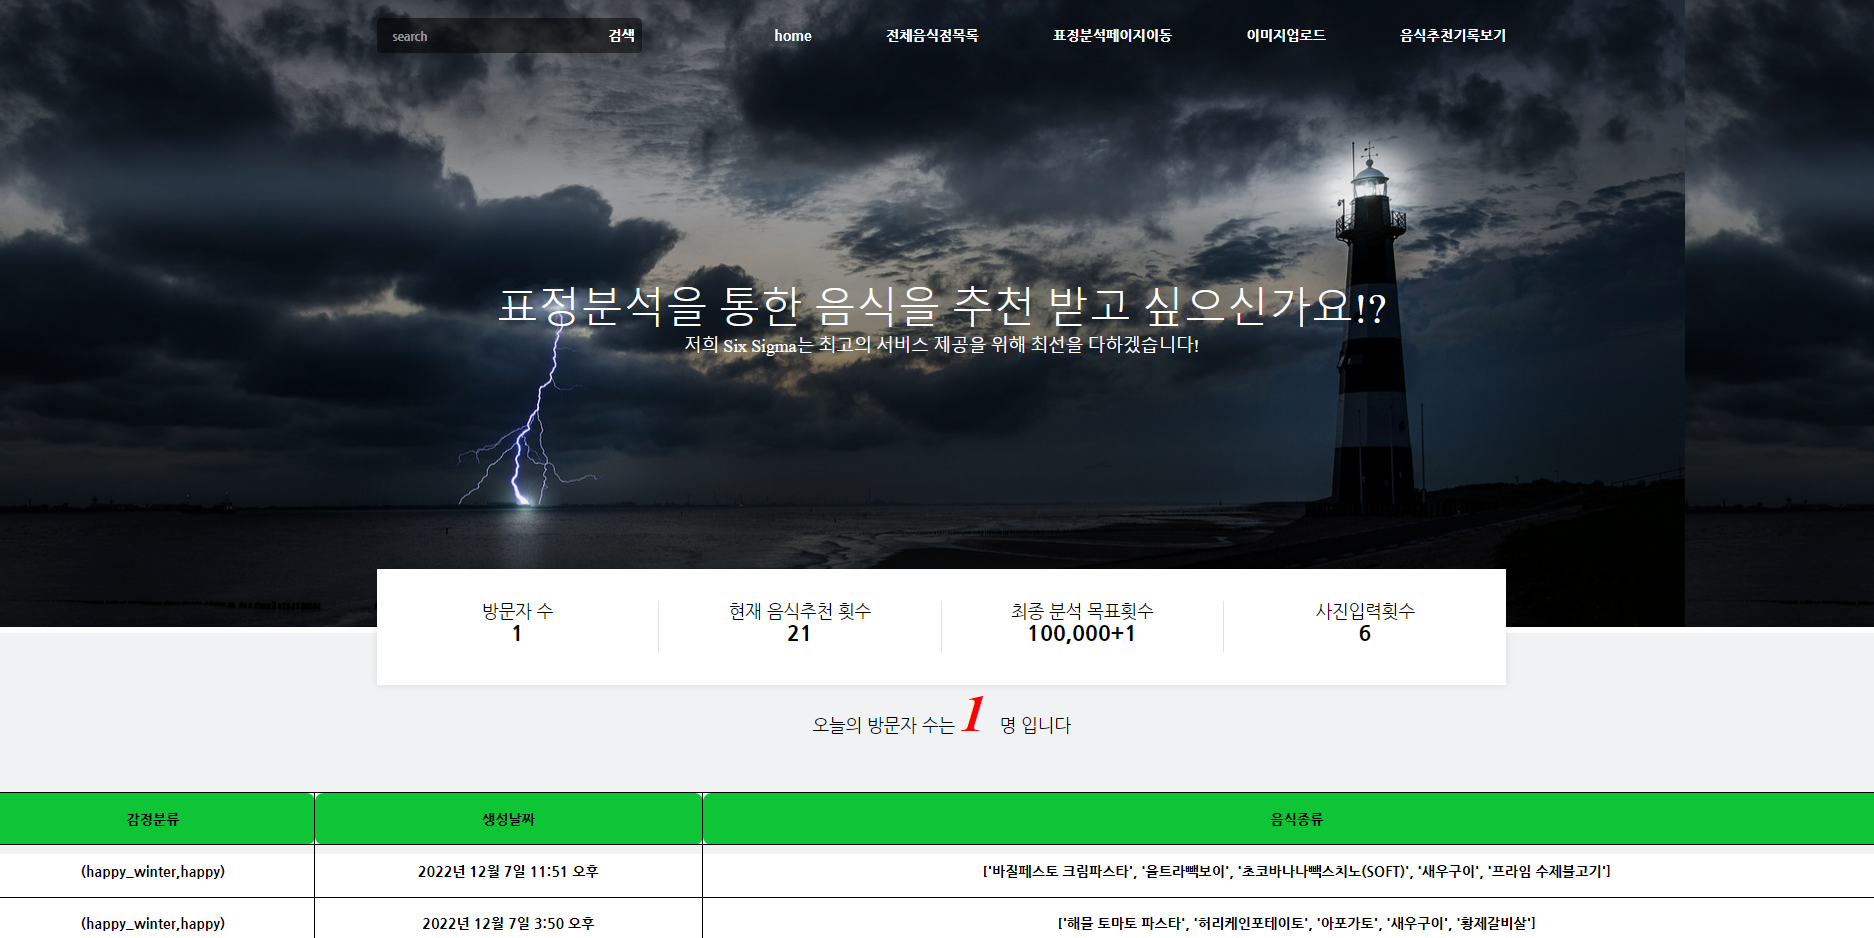 search 검색 home 전체음식점목록 표정분석페이지이동 이미지업로드 음식추천기록보기
표정분석을 통한 음식을 추천 받고 싶으신가요!?
저희 Six Sigma는 최고의 서비스 제공을 위해 최선을 다하겠습니다!
방문자 수 현재 음식추천 횟수 최종 분석 목표횟수 사진입력횟수
1 21 100,000+1 6
오늘의 방문자 수는 1 명 입니다
감정분류 생성날짜 음식종류
(happy_winter,happy) 2022년 12월 7일 11:51 오후 ['바질페스토 크림파스타', '울트라빽보이', '초코바나나빽스치노(SOFT)', '새우구이', '프라임 수제불고기']
(happy_winter,happy) 2022년 12월 7일 3:50 오후 ['해물 토마토 파스타', '허리케인포테이토', '아포가토', '새우구이', '황제갈비살']